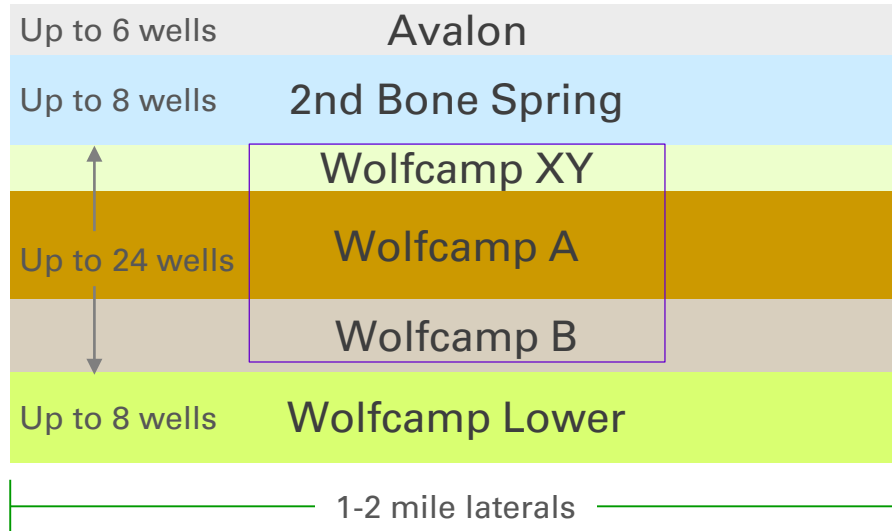 Up to 6 wells Avalon
Up to 8 wells 2nd Bone Spring
Wolfcamp XY
Up to 24 wells Wolfcamp A
Wolfcamp B
Up to 8 wells Wolfcamp Lower
1-2 mile laterals